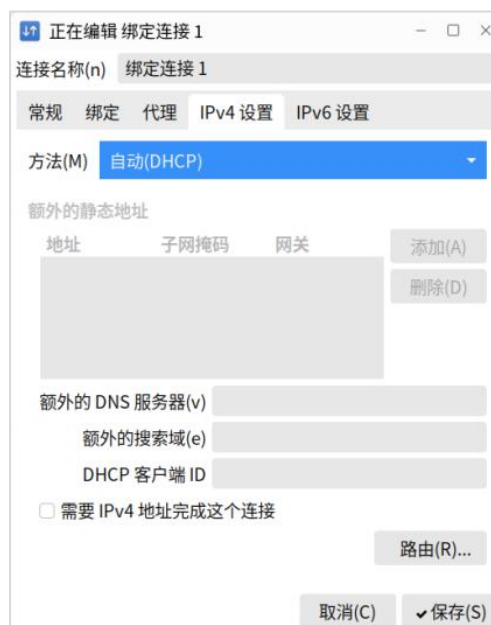 正在编辑 绑定连接 1
连接名称(n) 绑定连接 1
常规 绑定 代理 IPv4 设置 IPv6 设置
方法(M) 自动(DHCP)
额外的静态地址
地址 子网掩码 网关 添加(A)
删除(D)
额外的 DNS 服务器(v)
额外的搜索域(e)
DHCP 客户端 ID
需要 IPv4 地址完成这个连接
路由(R)...
取消(C) 保存(S)